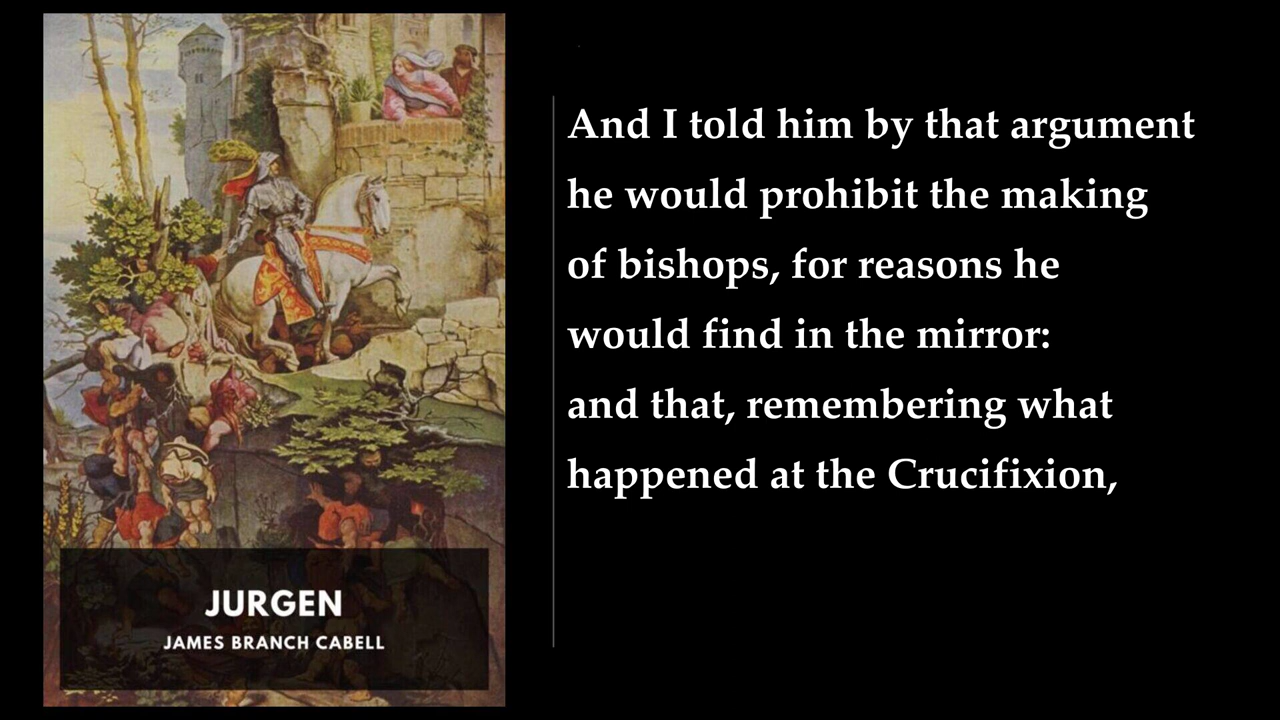 JURGEN
JAMES BRANCH CABELL
And I told him by that argument
he would prohibit the making
of bishops, for reasons he
would find in the mirror:
and that, remembering what
happened at the Crucifixion,